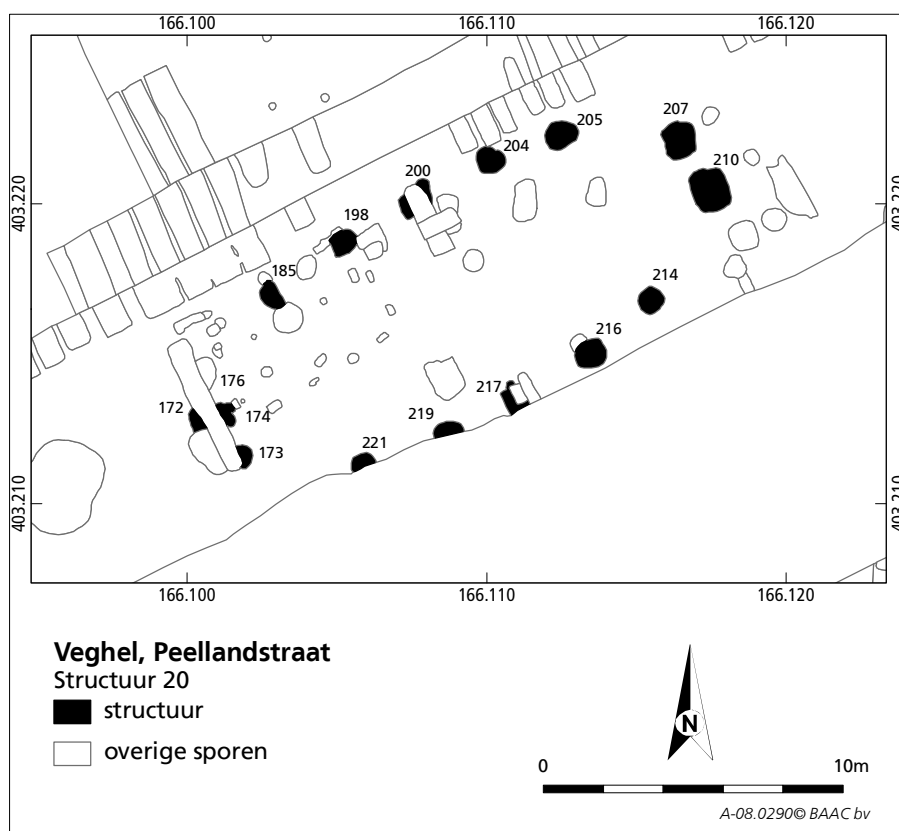 166.100 166.110 166.120
207
205
204
210
200
403.220 403.220
198
185
214
216
176
217
172 174
219
173
221
403.210 403.210
166.100 166.110 166.120
Veghel, Peellandstraat
Structuur 20
structuur
overige sporen
N
0 10m
A-08.0290© BAAC bv